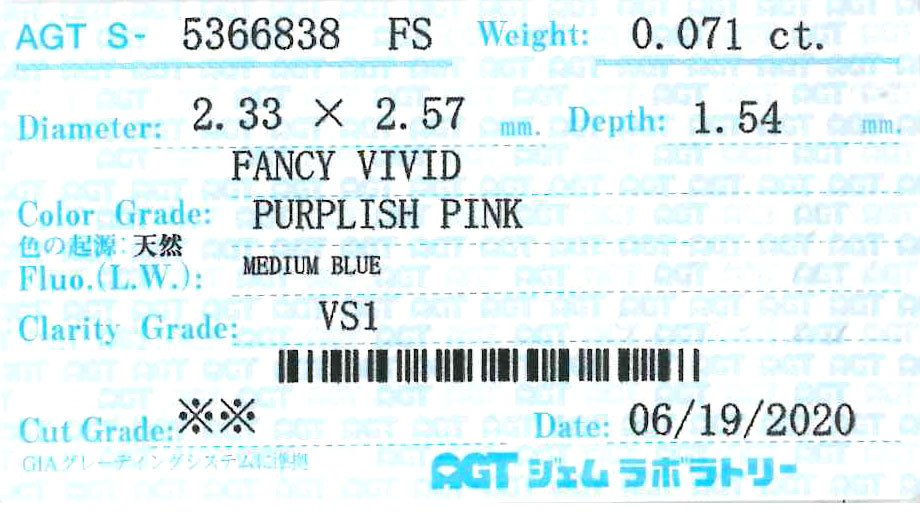 AGT S- 5366838 FS Weight: 0.071 ct.
Diameter: 2.33 × 2.57 mm. Depth: 1.54 mm.
FANCY VIVID
Color Grade: PURPLISH PINK
色の起源: 天然
Fluo.(L.W.): MEDIUM BLUE
Clarity Grade: VS1
Cut Grade: ※※ Date: 06/19/2020
GIAグレーディングシステムに準拠
AGT ジェム ラボラトリー